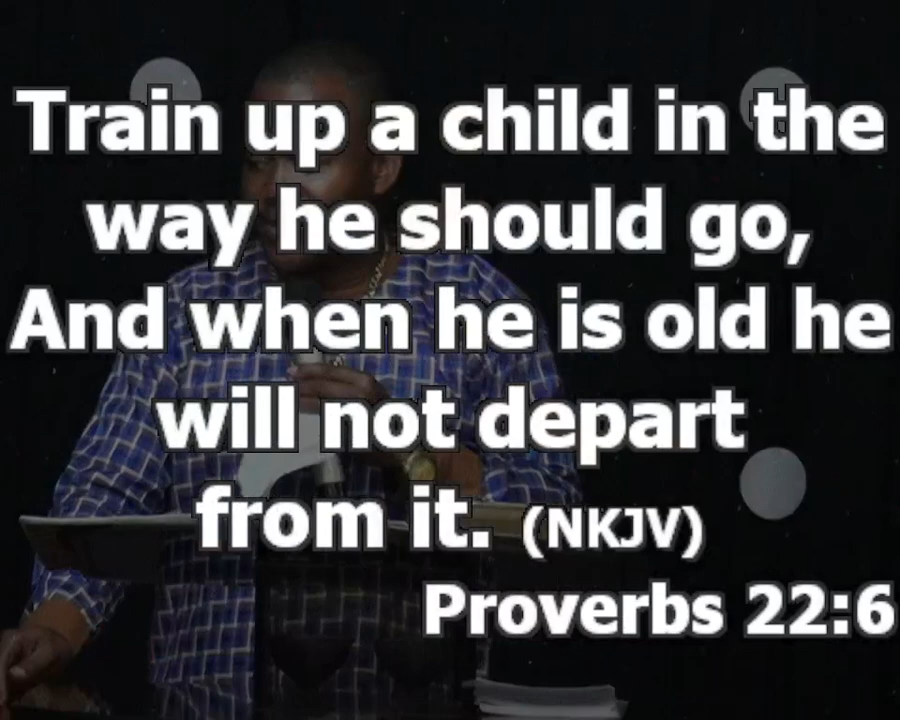 Train up a child in the
way he should go,
And when he is old he
will not depart
from it. (NKJV)
Proverbs 22:6